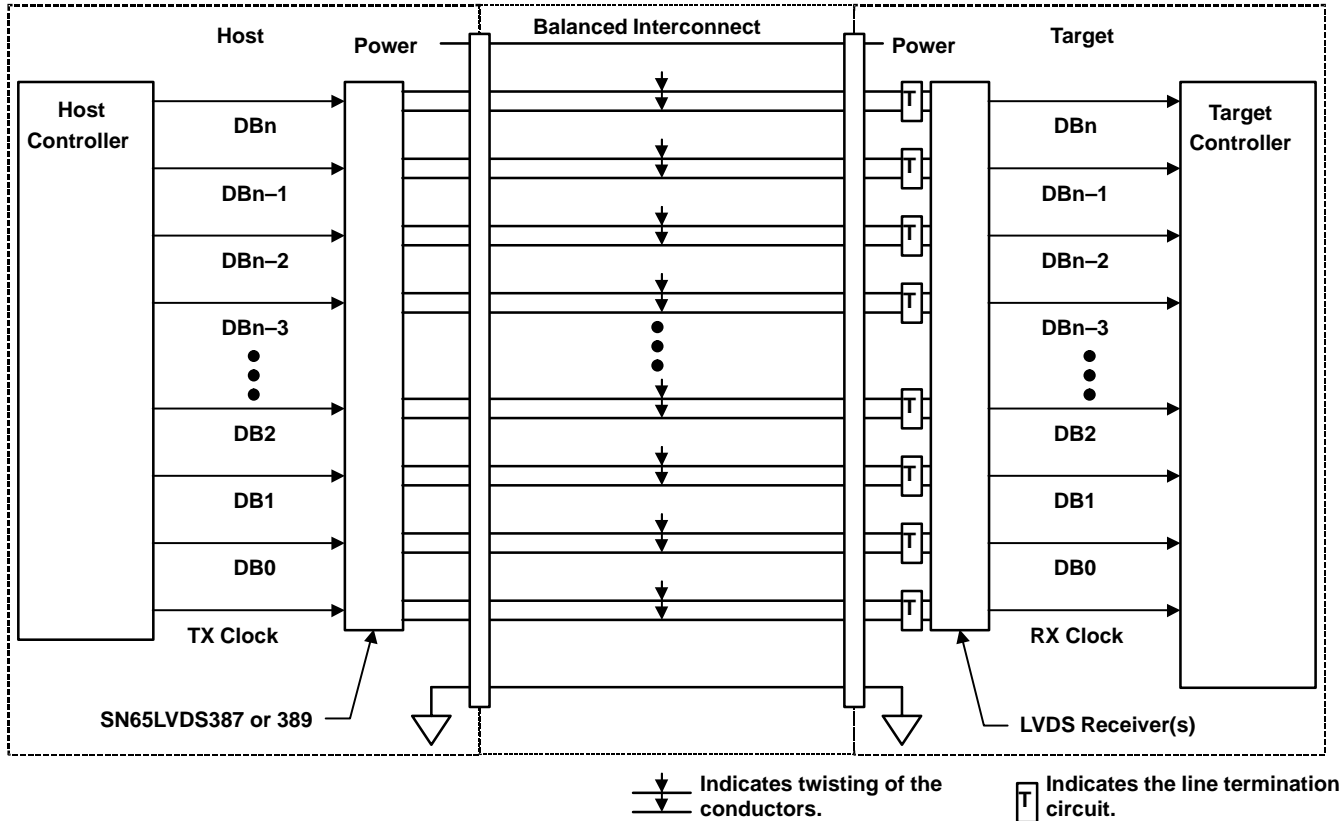 Host
Power
Balanced Interconnect
Power
Target
Host
Controller
Target
Controller
DBn
T
DBn
DBn–1
T
DBn–1
DBn–2
T
DBn–2
DBn–3
T
DBn–3
DB2
T
DB2
DB1
T
DB1
DB0
T
DB0
TX Clock
T
RX Clock
SN65LVDS387 or 389
LVDS Receiver(s)
Indicates twisting of the
conductors.
T
Indicates the line termination
circuit.